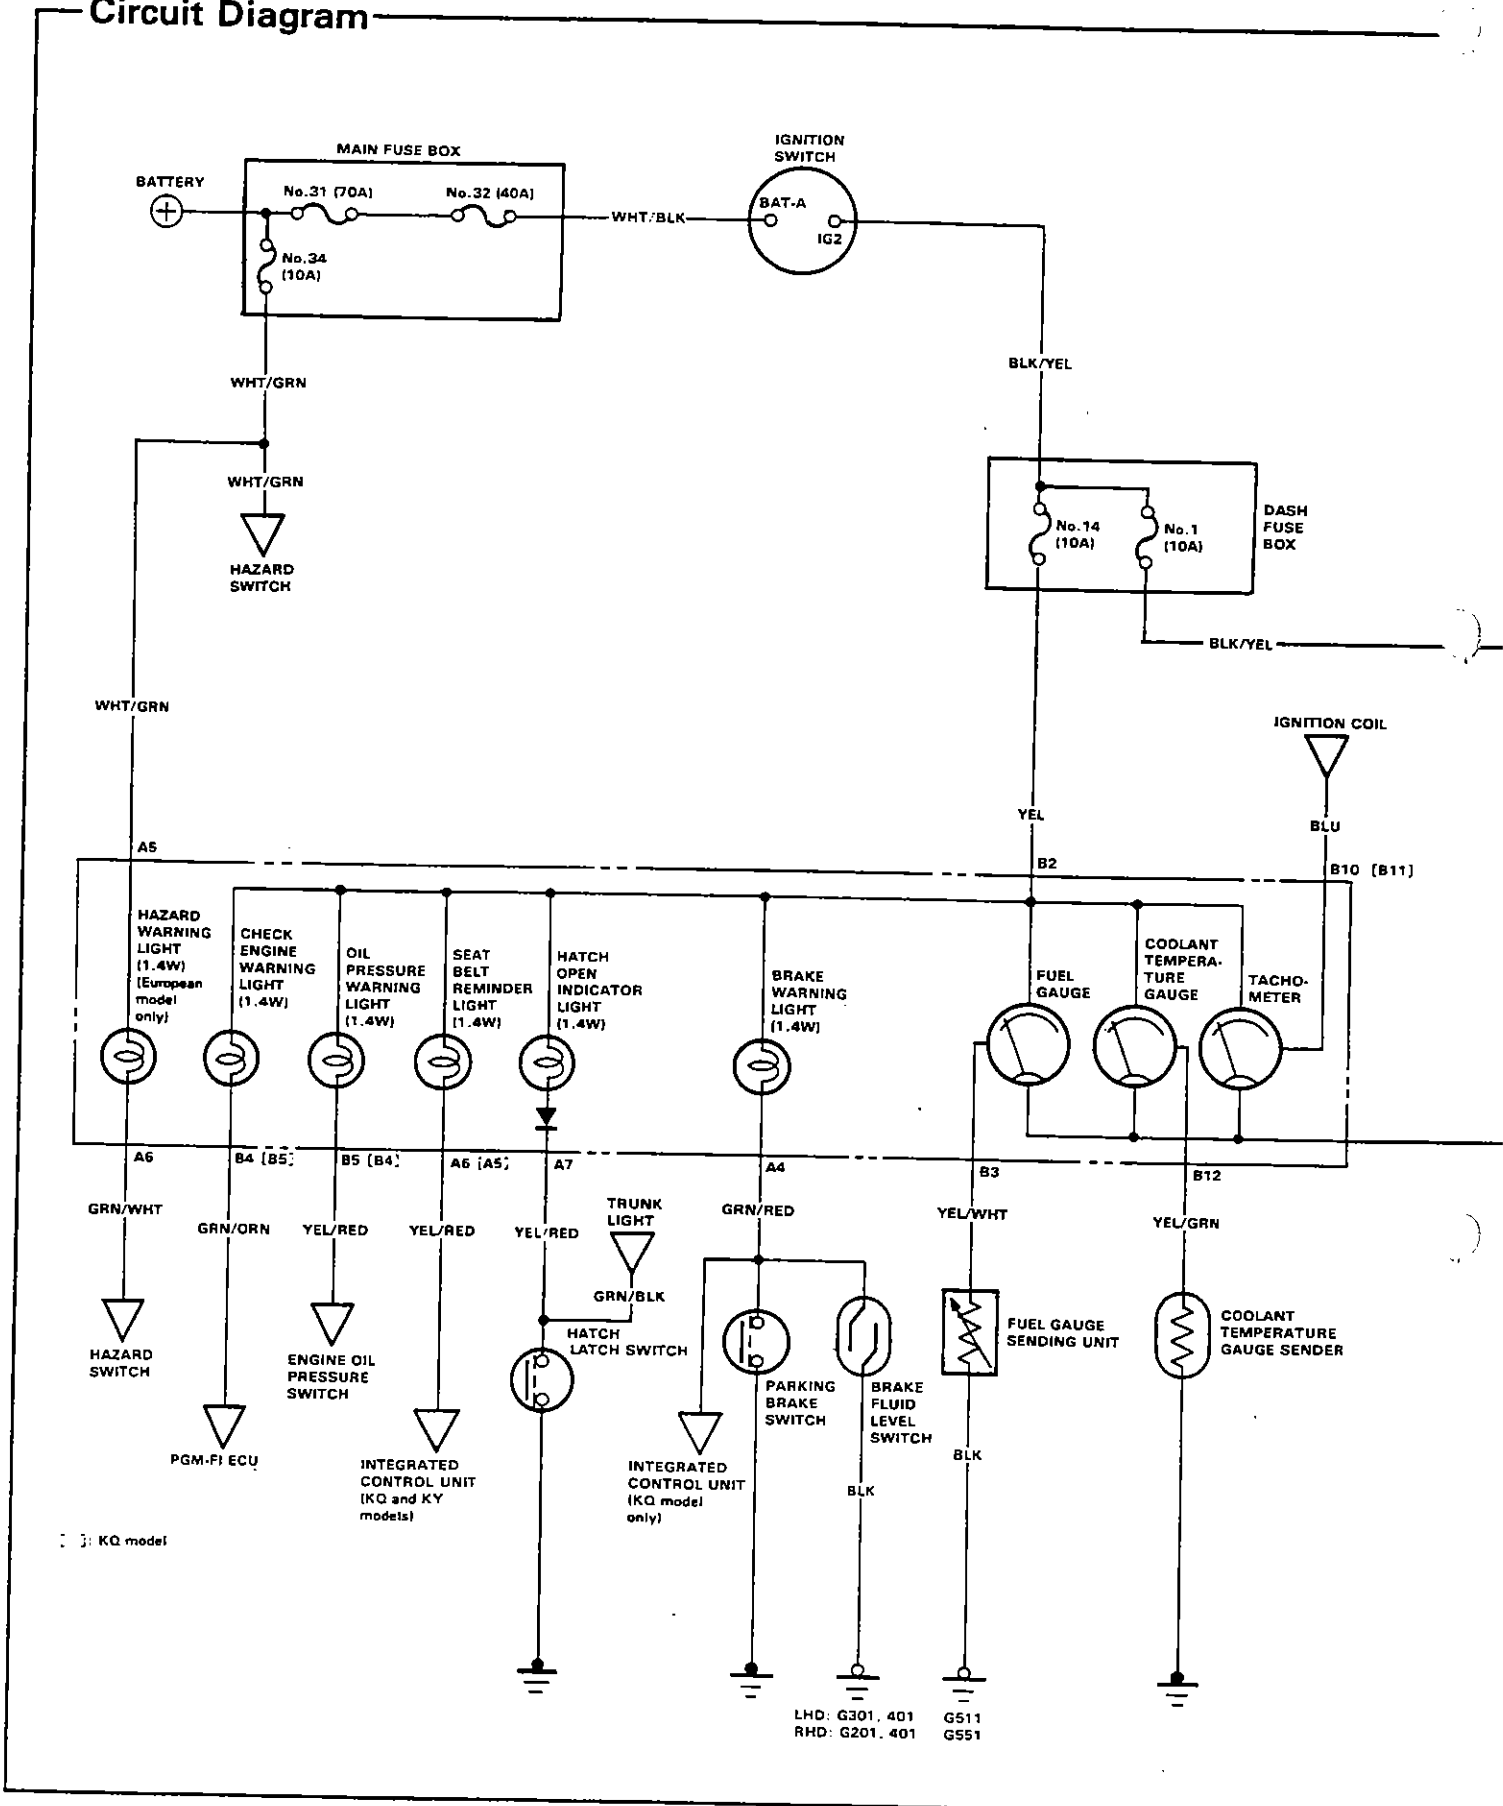 Circuit Diagram
MAIN FUSE BOX
IGNITION
SWITCH
BATTERY
No.31 (70A)
No.32 (40A)
BAT-A
WHT/BLK
IG2
No.34
(10A)
BLK/YEL
WHT/GRN
WHT/GRN
HAZARD
SWITCH
No.14
(10A)
No.1
(10A)
DASH
FUSE
BOX
BLK/YEL
WHT/GRN
IGNITION COIL
YEL
BLU
A5
B2
B10 [B11]
HAZARD
WARNING
LIGHT
(1.4W)
[European
model
only)
CHECK
ENGINE
WARNING
LIGHT
(1.4W)
OIL
PRESSURE
WARNING
LIGHT
(1.4W)
SEAT
BELT
REMINDER
LIGHT
(1.4W)
HATCH
OPEN
INDICATOR
LIGHT
(1.4W)
BRAKE
WARNING
LIGHT
(1.4W)
FUEL
GAUGE
COOLANT
TEMPERA-
TURE
GAUGE
TACHO-
METER
A6
B4 [B5]
B5 [B4]
A6 [A5]
A7
A4
B3
B12
GRN/WHT
GRN/ORN
YEL/RED
YEL/RED
YEL/RED
TRUNK
LIGHT
GRN/RED
YEL/WHT
YEL/GRN
GRN/BLK
HATCH
LATCH SWITCH
HAZARD
SWITCH
ENGINE OIL
PRESSURE
SWITCH
PGM-FI ECU
INTEGRATED
CONTROL UNIT
(KQ and KY
models)
INTEGRATED
CONTROL UNIT
(KQ model
only)
PARKING
BRAKE
SWITCH
BRAKE
FLUID
LEVEL
SWITCH
FUEL GAUGE
SENDING UNIT
COOLANT
TEMPERATURE
GAUGE SENDER
BLK
BLK
[ ]: KQ model
LHD: G301, 401
RHD: G201, 401
G511
G551